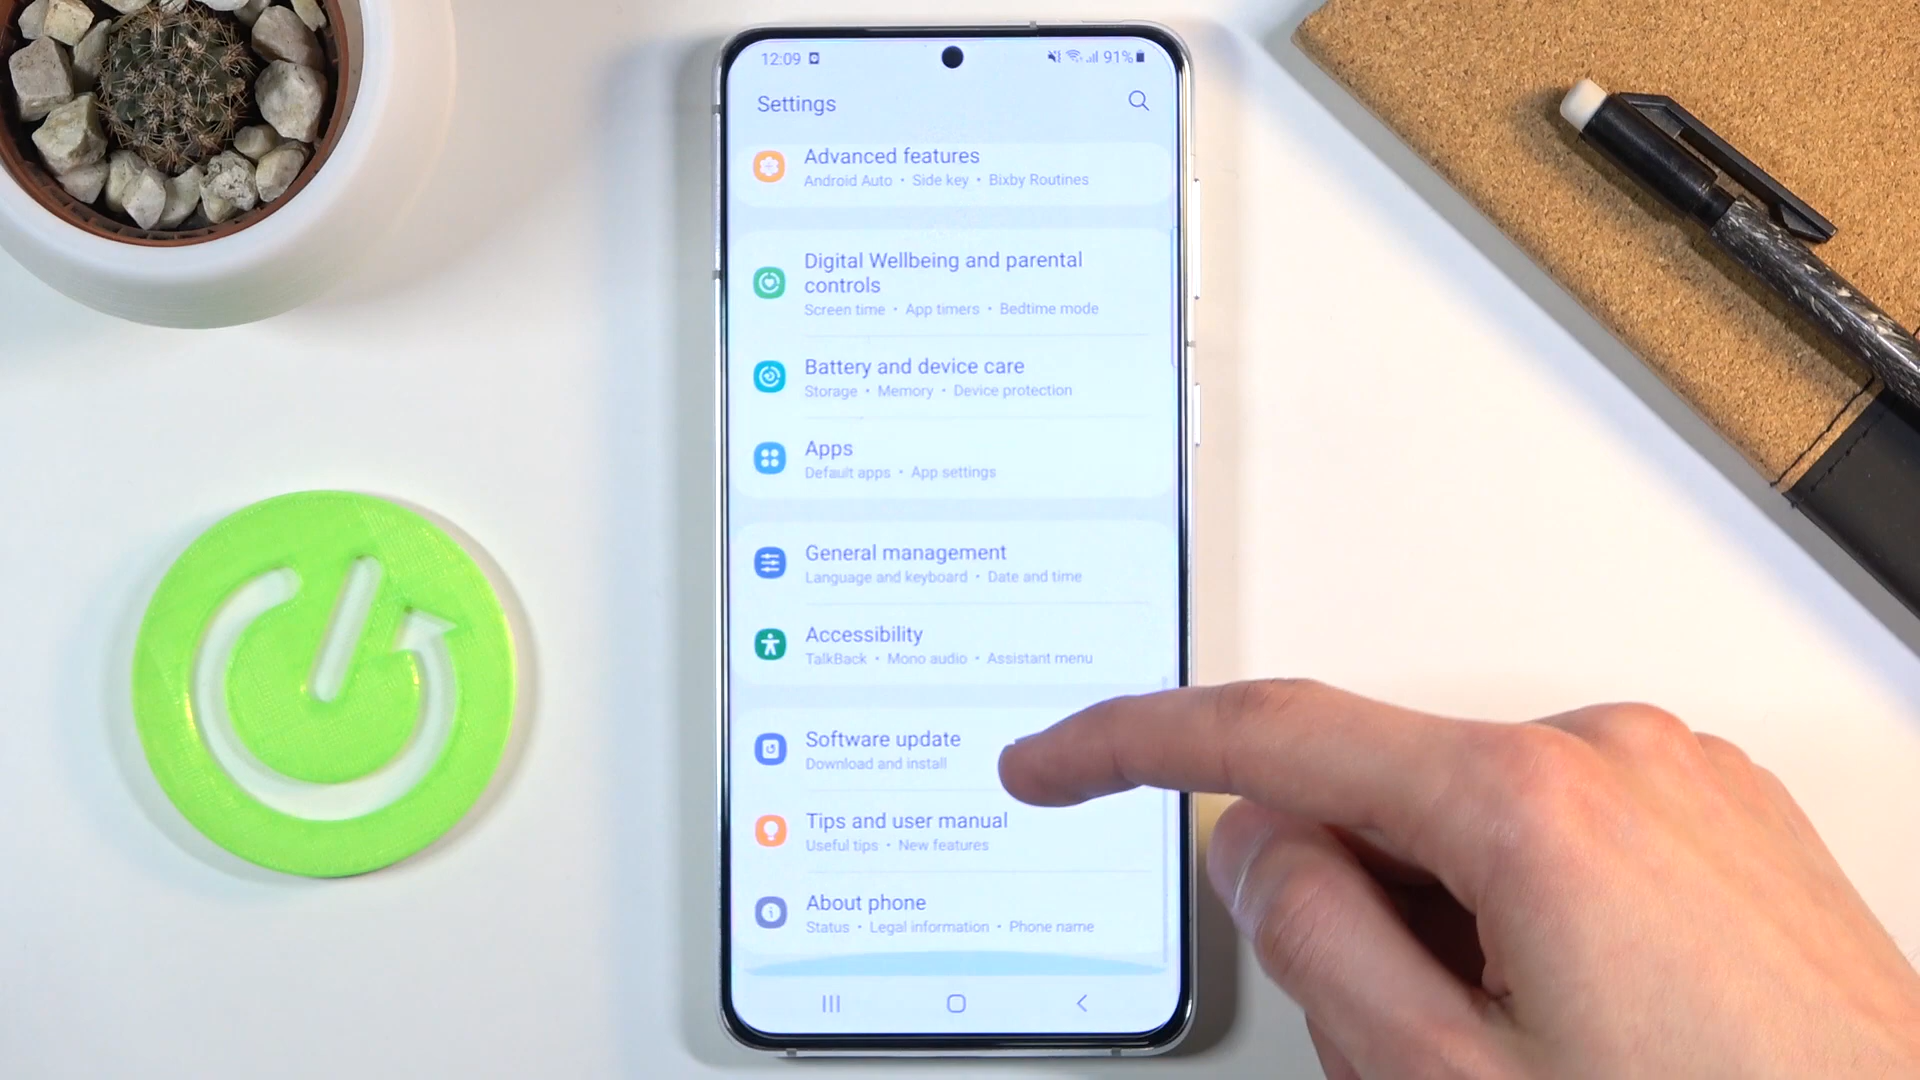 12:09 91%
Settings
Advanced features
Android Auto • Side key • Bixby Routines
Digital Wellbeing and parental
controls
Screen time • App timers • Bedtime mode
Battery and device care
Storage • Memory • Device protection
Apps
Default apps • App settings
General management
Language and keyboard • Date and time
Accessibility
TalkBack • Mono audio • Assistant menu
Software update
Download and install
Tips and user manual
Useful tips • New features
About phone
Status • Legal information • Phone name